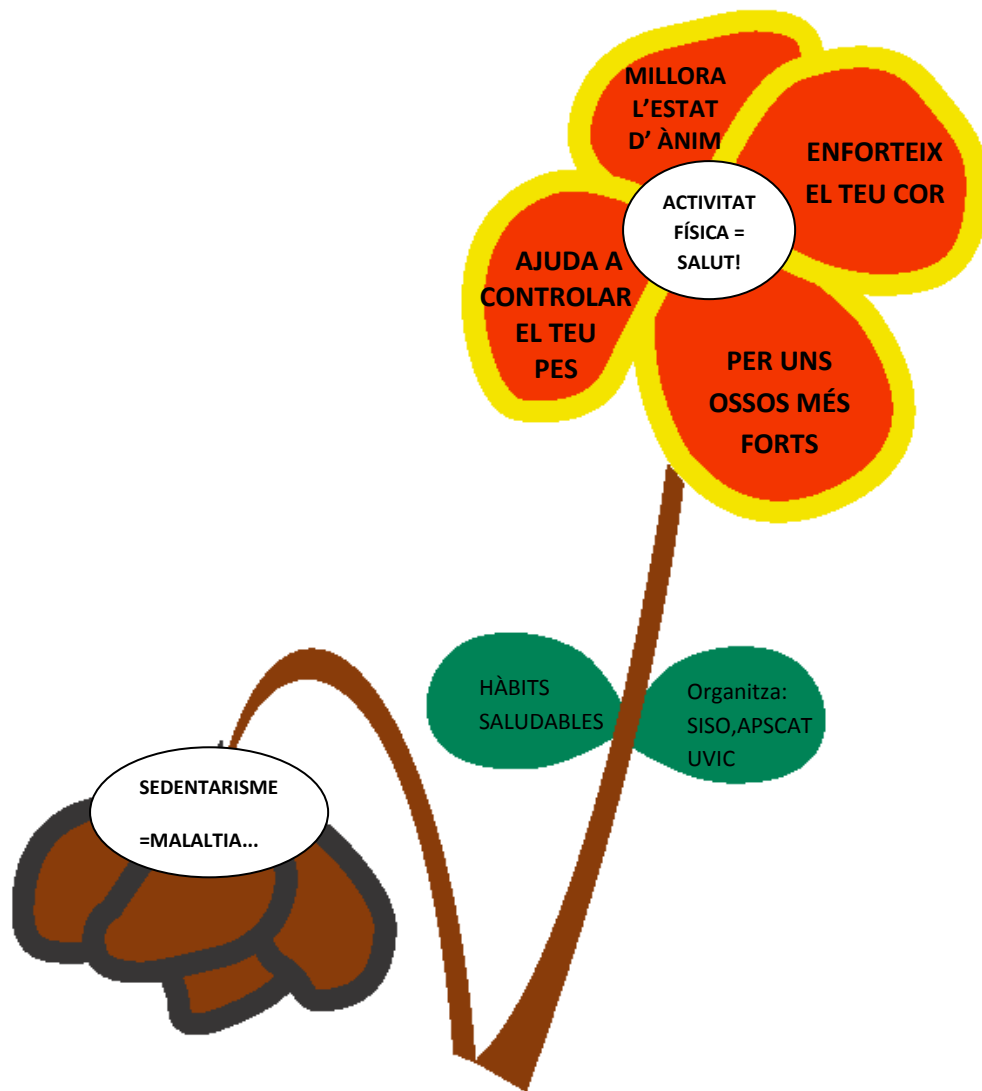 MILLORA
L'ESTAT
D' ÀNIM
ENFORTEIX
EL TEU COR
ACTIVITAT
FÍSICA =
SALUT!
AJUDA A
CONTROLAR
EL TEU
PES
PER UNS
OSSOS MÉS
FORTS
HÀBITS
SALUDABLES
Organitza:
SISO,APSCAT
UVIC
SEDENTARISME
=MALALTIA...